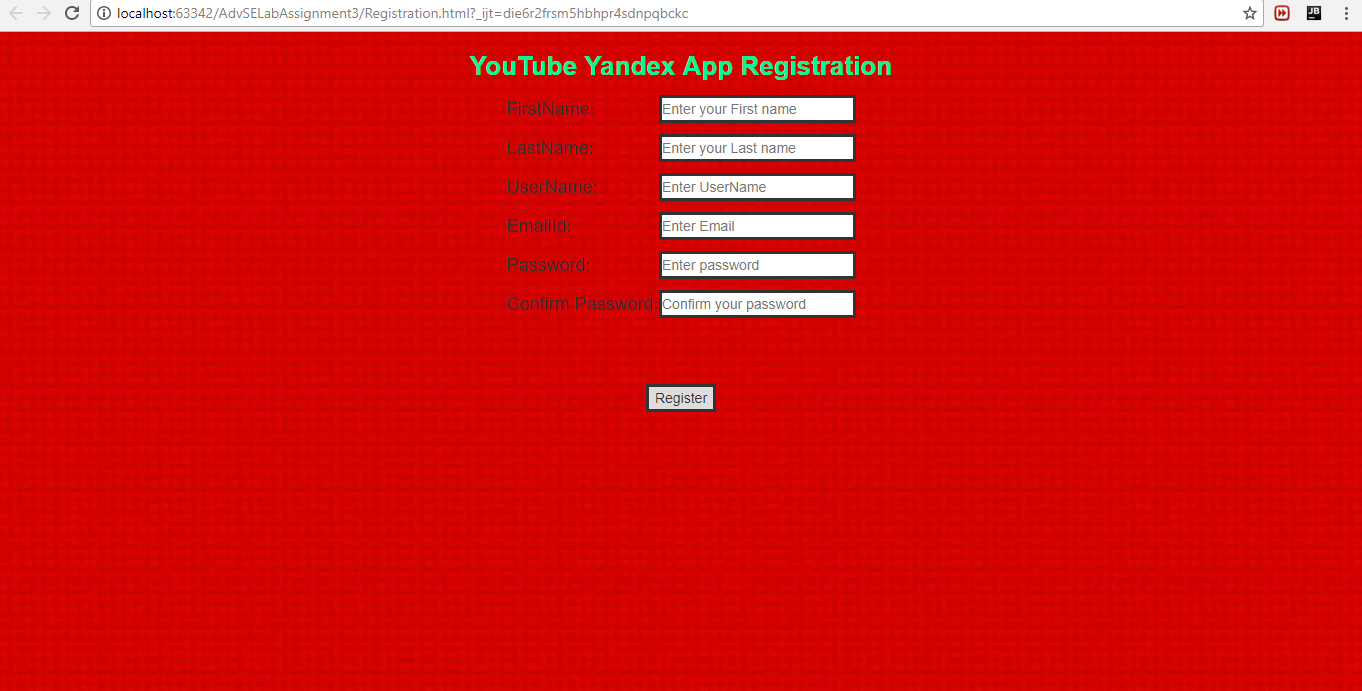 localhost:63342/AdvSELabAssignment3/Registration.html?_ijt=die6r2frsm5hbhpr4sdnpqbckc
JB
YouTube Yandex App Registration
FirstName: Enter your First name
LastName: Enter your Last name
UserName: Enter UserName
EmailId: Enter Email
Password: Enter password
Confirm Password: Confirm your password
Register